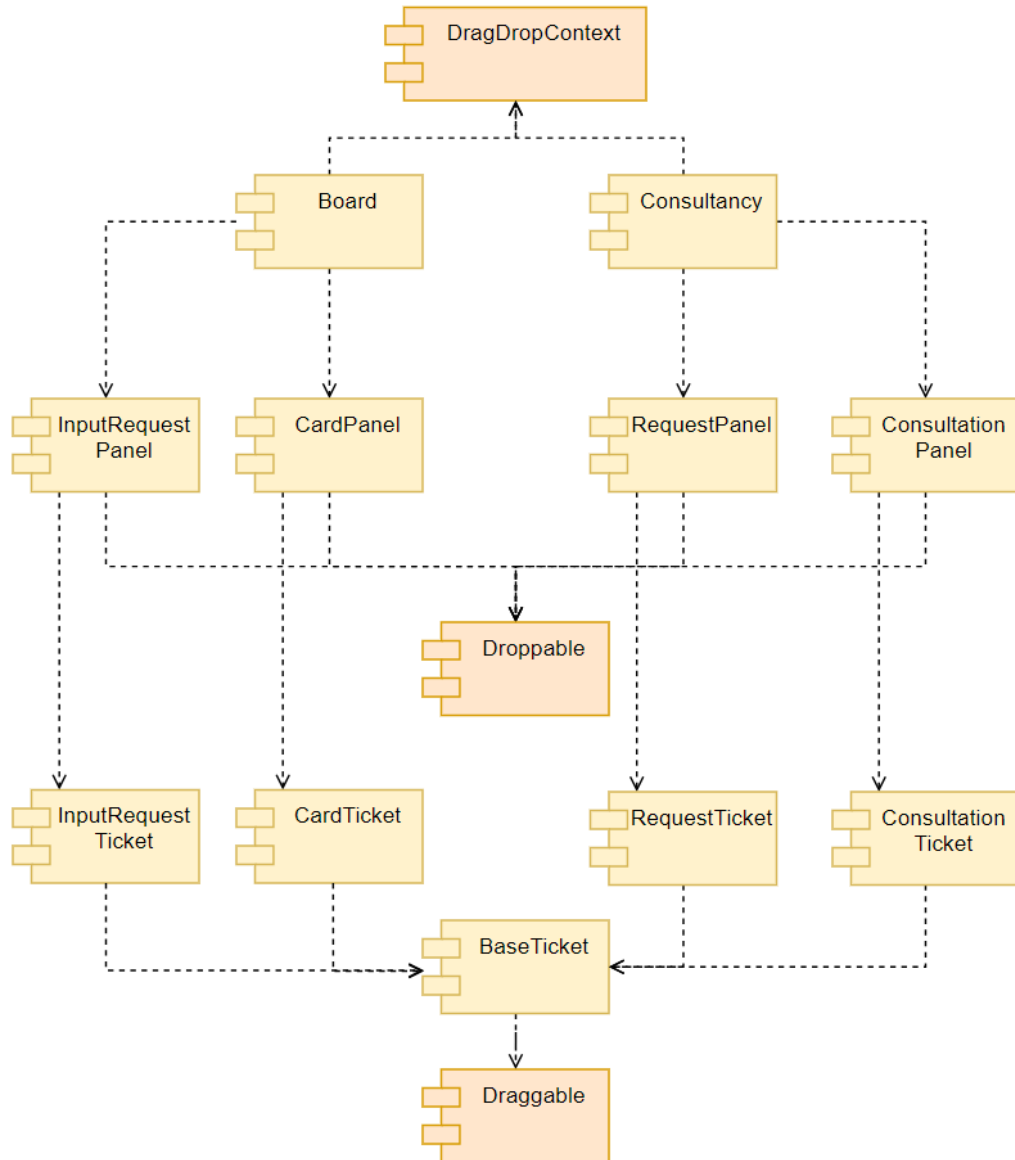 DragDropContext
Board
Consultancy
InputRequest
Panel
CardPanel
RequestPanel
Consultation
Panel
Droppable
InputRequest
Ticket
CardTicket
RequestTicket
Consultation
Ticket
BaseTicket
Draggable